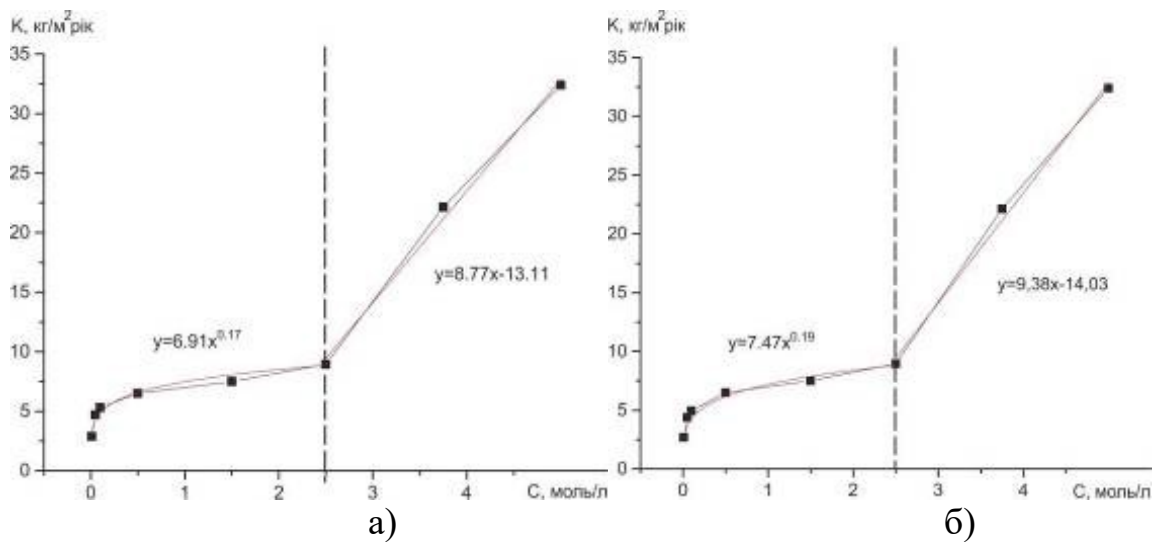 K, кг/м²рік
35
30
25
20
15
10
5
0
y=8.77x-13.11
y=6.91x^0.17
0 1 2 3 4 С, моль/л
а)
K, кг/м²рік
35
30
25
20
15
10
5
0
y=9,38x-14,03
y=7.47x^0.19
0 1 2 3 4 С, моль/л
б)